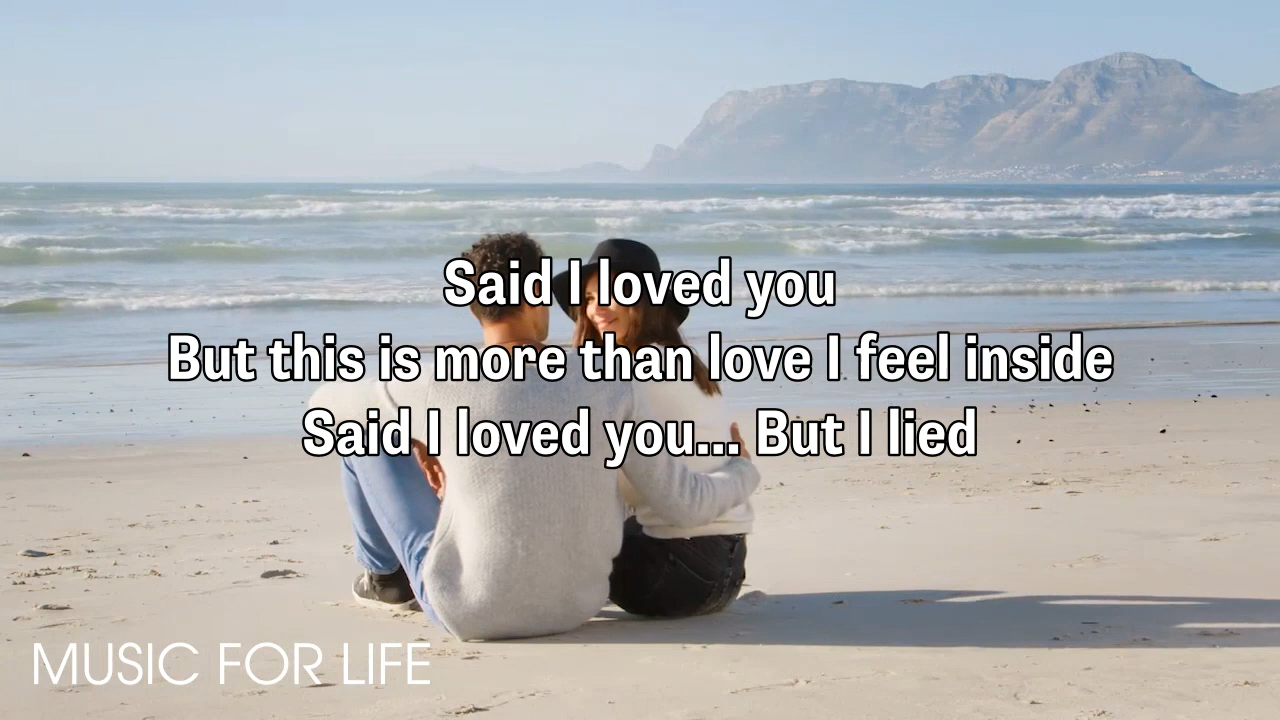 Said I loved you
But this is more than love I feel inside
Said I loved you... But I lied
MUSIC FOR LIFE